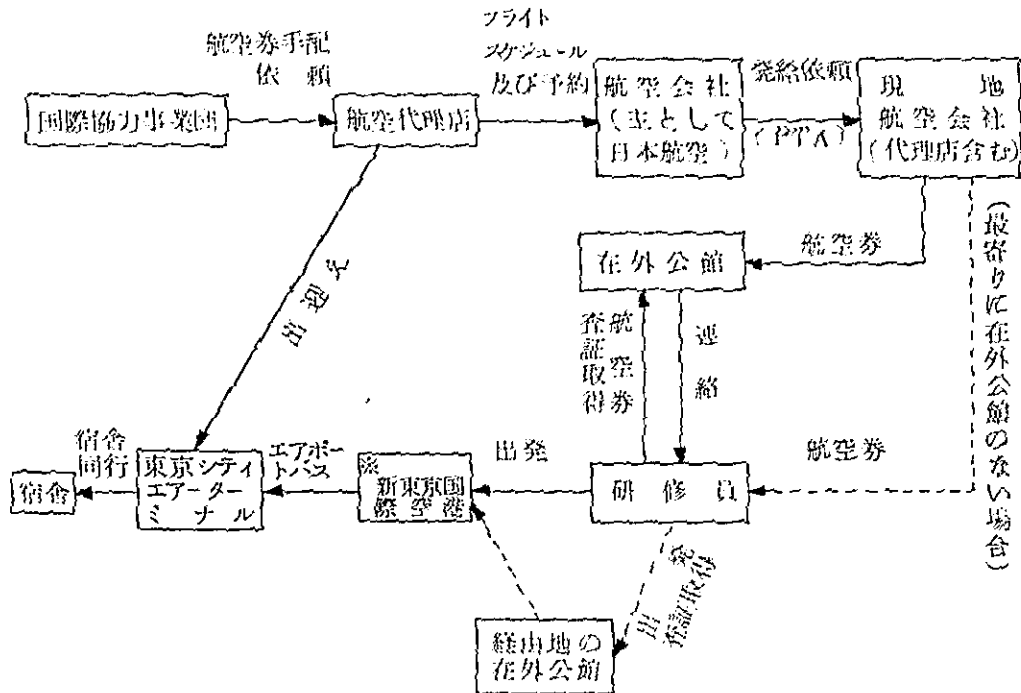 航空券手配
依頼
フライト
スケジュール
及び予約
発給依頼
(PTA)
国際協力事業団
航空代理店
航空会社
(主として
日本航空)
現地
航空会社
(代理店含む)
航空券
(最寄りに在外公館のない場合)
在外公館
航空券
査証取得
連絡
出迎え
宿舎
同行
宿舎
東京シティ
エアーター
ミナル
エアポー
トバス
※
新東京国
際空港
出発
研修員
航空券
出発
査証取得
経由地の
在外公館